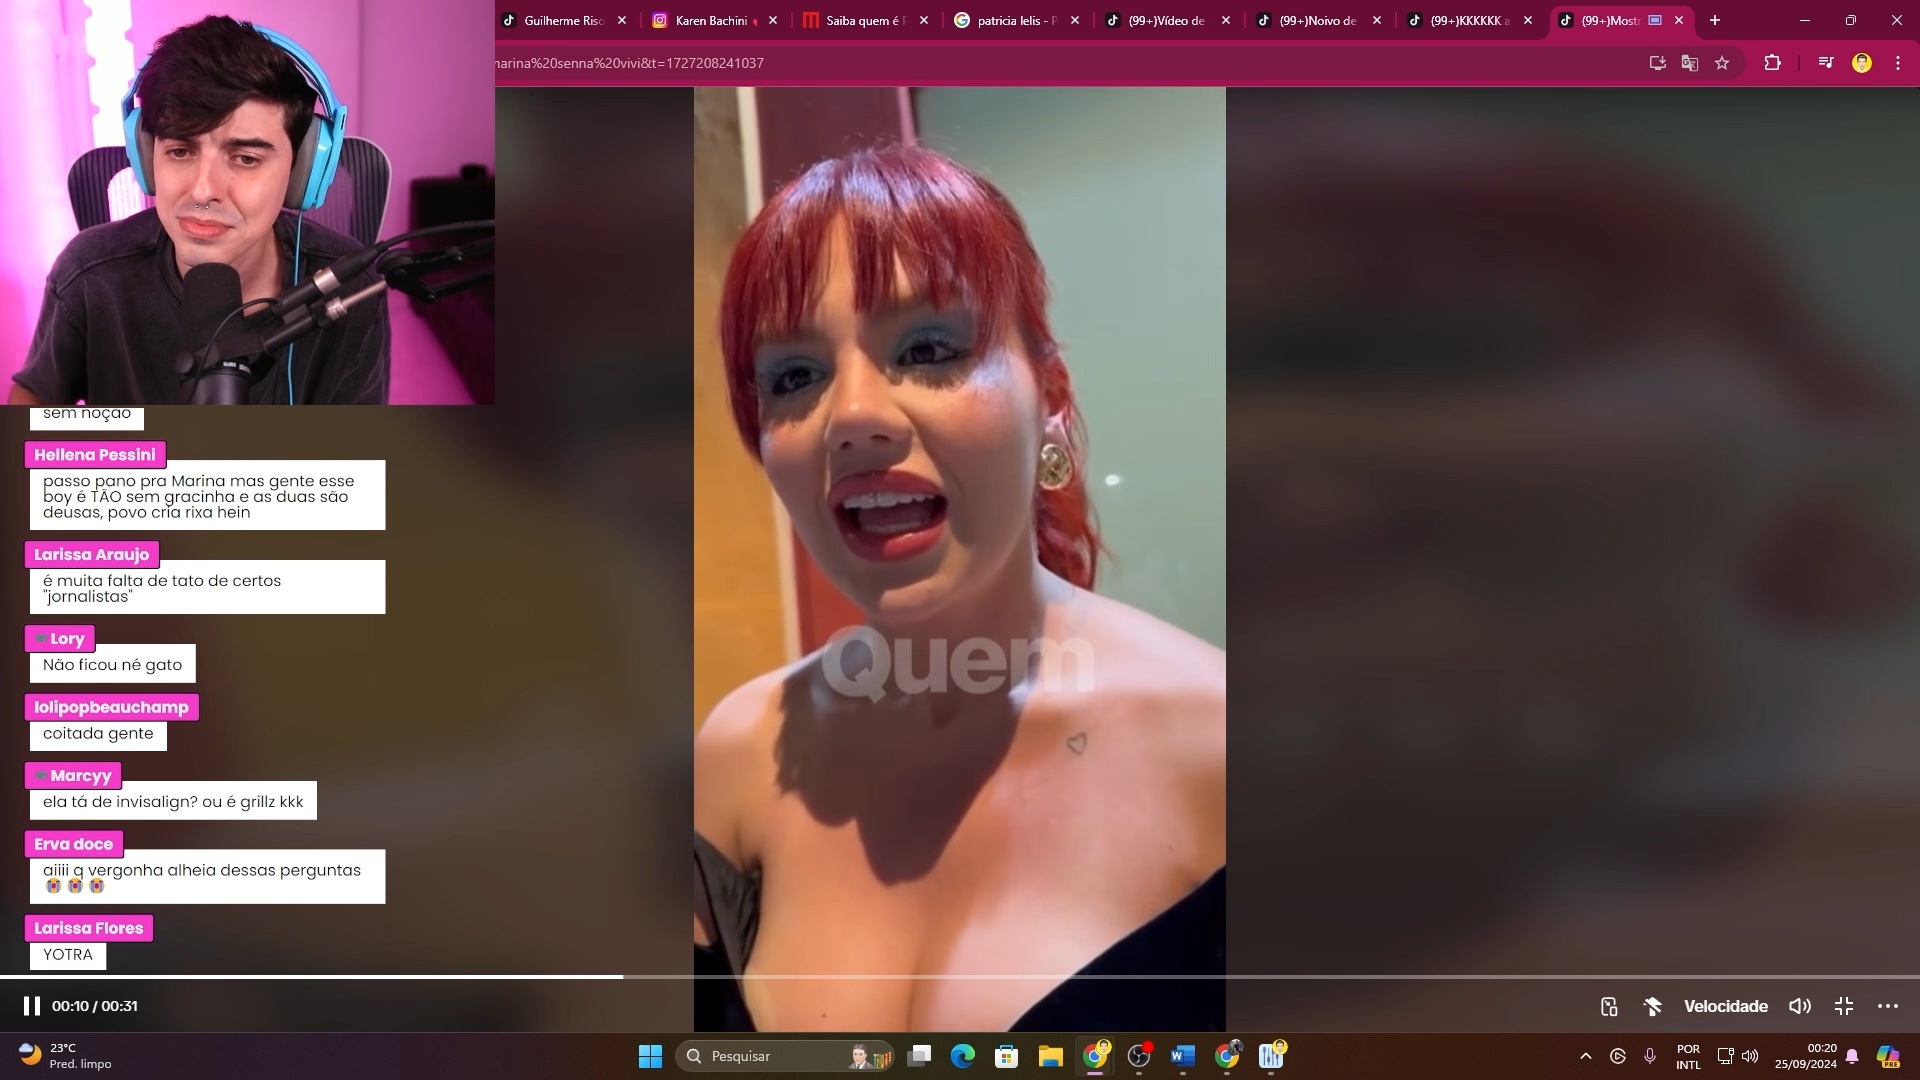 Guilherme Riso
Karen Bachini
Saiba quem é
patricia lelis -
(99+)Vídeo de
(99+)Noivo de
(99+)KKKKKK a
(99+)Most
marina%20senna%20vivi&t=1727208241037
sem noção
Hellena Pessini
passo pano pra Marina mas gente esse
boy é TÃO sem gracinha e as duas são
deusas, povo cria rixa hein
Larissa Araujo
é muita falta de tato de certos
"jornalistas"
Lory
Não ficou né gato
lolipopbeauchamp
coitada gente
Marcyy
ela tá de invisalign? ou é grillz kkk
Erva doce
aiiii q vergonha alheia dessas perguntas
Larissa Flores
YOTRA
Quem
00:10 / 00:31
Velocidade
23°C
Pred. limpo
Pesquisar
POR
INTL
00:20
25/09/2024